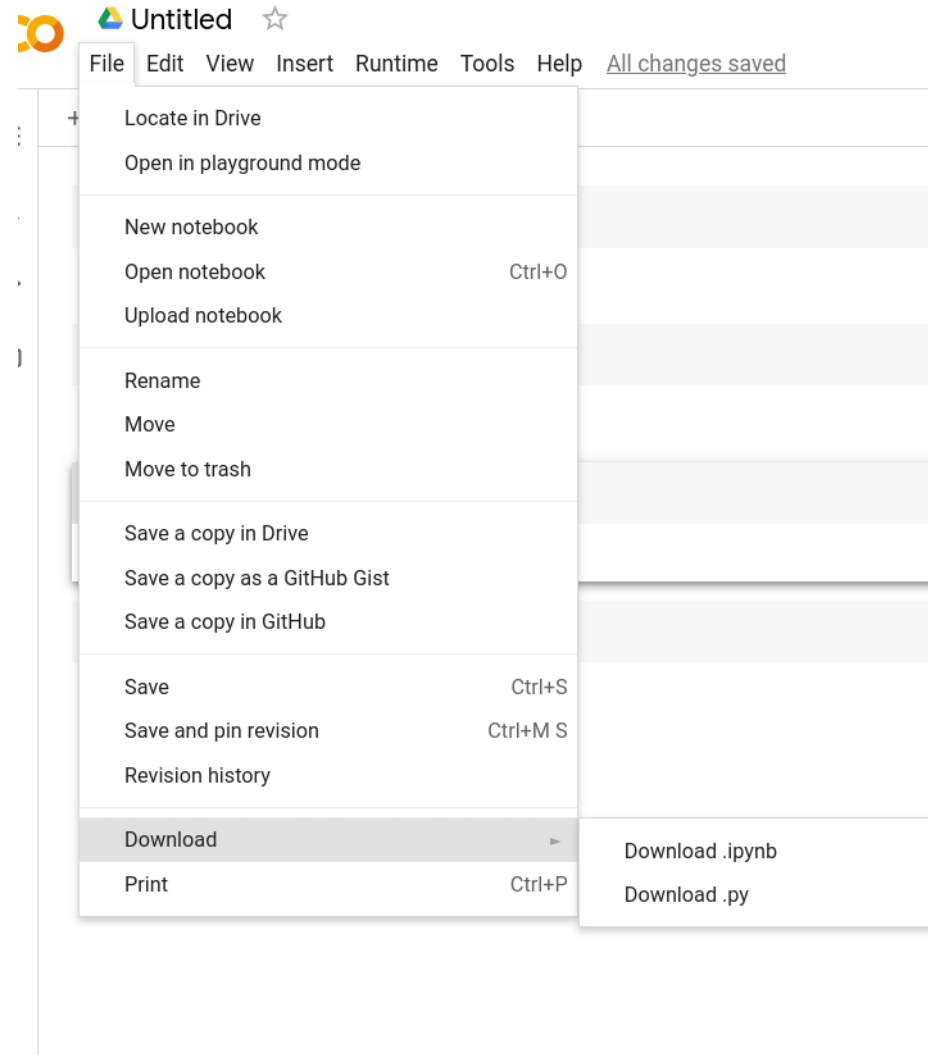 Untitled
File Edit View Insert Runtime Tools Help All changes saved
+
Locate in Drive
Open in playground mode
New notebook
Open notebook Ctrl+O
Upload notebook
Rename
Move
Move to trash
Save a copy in Drive
Save a copy as a GitHub Gist
Save a copy in GitHub
Save Ctrl+S
Save and pin revision Ctrl+M S
Revision history
Download ►
Download .ipynb
Print Ctrl+P
Download .py